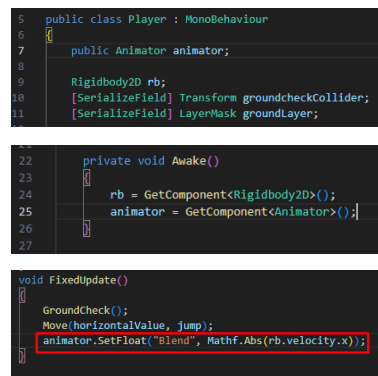 5 public class Player : MonoBehaviour
6 {
7 public Animator animator;
8
9 Rigidbody2D rb;
10 [SerializeField] Transform groundcheckCollider;
11 [SerializeField] LayerMask groundLayer;
22 private void Awake()
23 {
24 rb = GetComponent<Rigidbody2D>();
25 animator = GetComponent<Animator>();
26 }
27
void FixedUpdate()
{
GroundCheck();
Move(horizontalValue, jump);
animator.SetFloat("Blend", Mathf.Abs(rb.velocity.x));
}